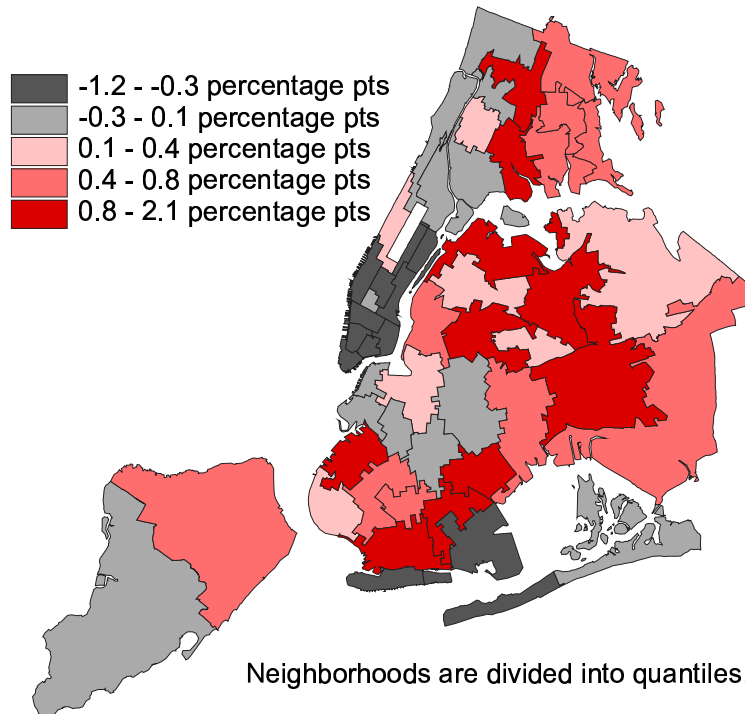 -1.2 - -0.3 percentage pts
-0.3 - 0.1 percentage pts
0.1 - 0.4 percentage pts
0.4 - 0.8 percentage pts
0.8 - 2.1 percentage pts
Neighborhoods are divided into quantiles.